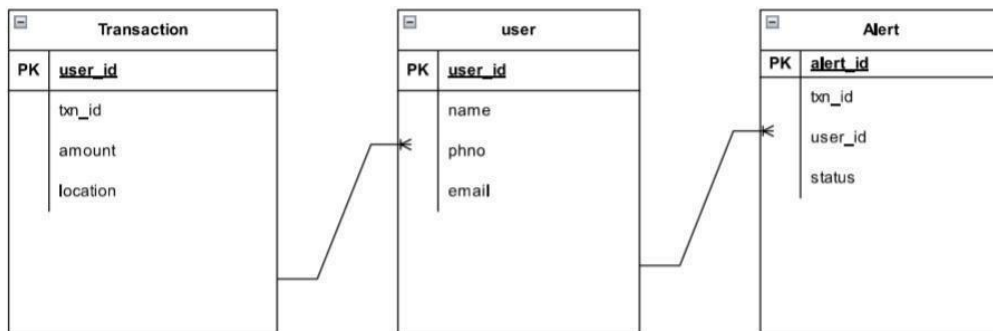 Transaction
PK user_id
txn_id
amount
location
user
PK user_id
name
phno
email
Alert
PK alert_id
txn_id
user_id
status